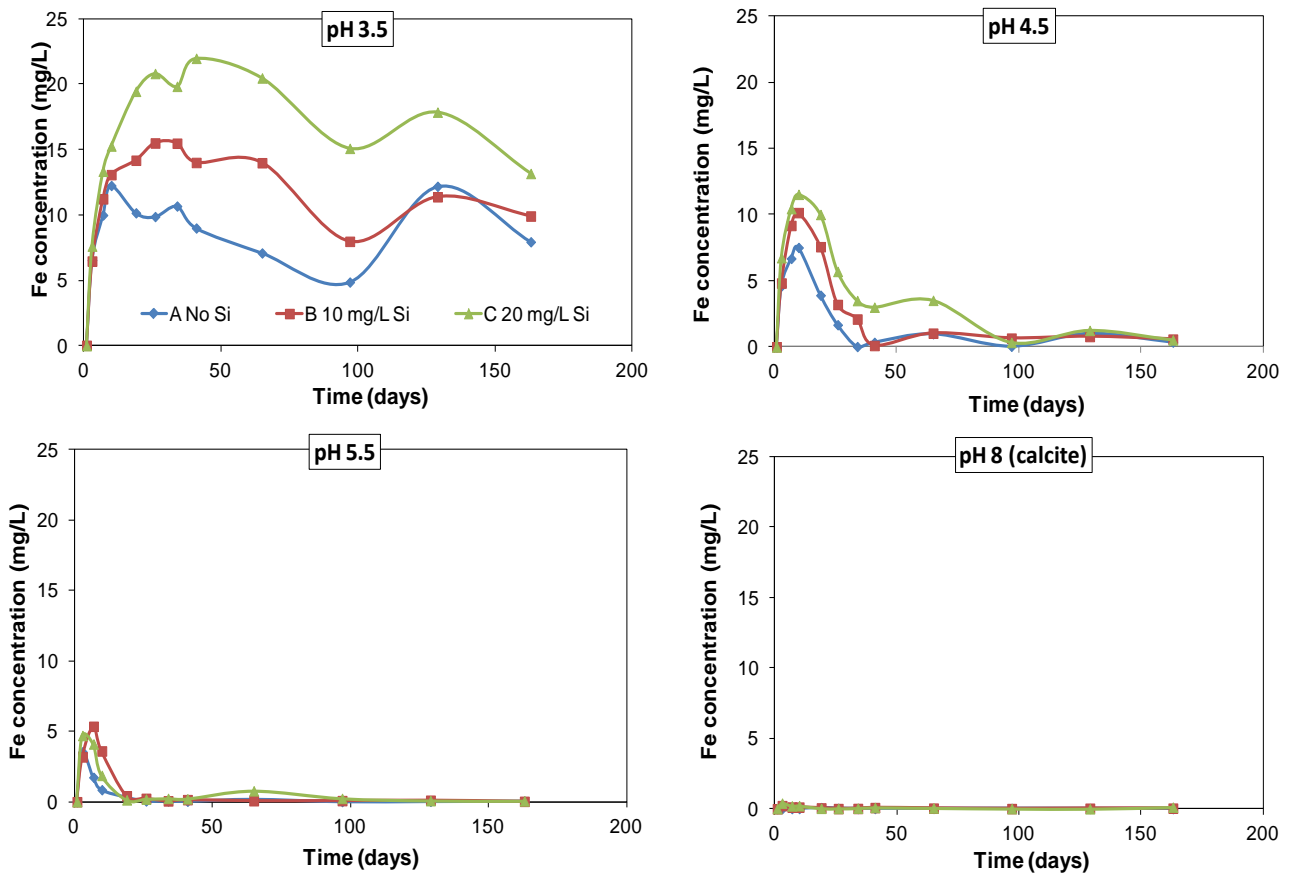 pH 3.5
Fe concentration (mg/L)
25
20
15
10
5
0
A No Si B 10 mg/L Si C 20 mg/L Si
0 50 100 150 200
Time (days)
pH 4.5
Fe concentration (mg/L)
25
20
15
10
5
0
0 50 100 150 200
Time (days)
pH 5.5
Fe concentration (mg/L)
25
20
15
10
5
0
0 50 100 150 200
Time (days)
pH 8 (calcite)
Fe concentration (mg/L)
25
20
15
10
5
0
0 50 100 150 200
Time (days)